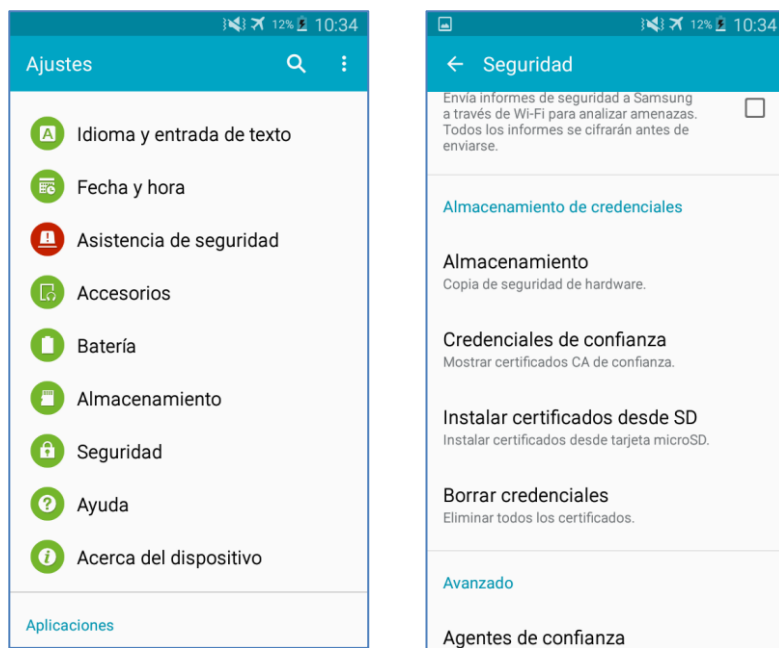 12% 10:34
Ajustes
Idioma y entrada de texto
Fecha y hora
Asistencia de seguridad
Accesorios
Batería
Almacenamiento
Seguridad
Ayuda
Acerca del dispositivo
Aplicaciones
12% 10:34
Seguridad
Envía informes de seguridad a Samsung
a través de Wi-Fi para analizar amenazas.
Todos los informes se cifrarán antes de
enviarse.
Almacenamiento de credenciales
Almacenamiento
Copia de seguridad de hardware.
Credenciales de confianza
Mostrar certificados CA de confianza.
Instalar certificados desde SD
Instalar certificados desde tarjeta microSD.
Borrar credenciales
Eliminar todos los certificados.
Avanzado
Agentes de confianza